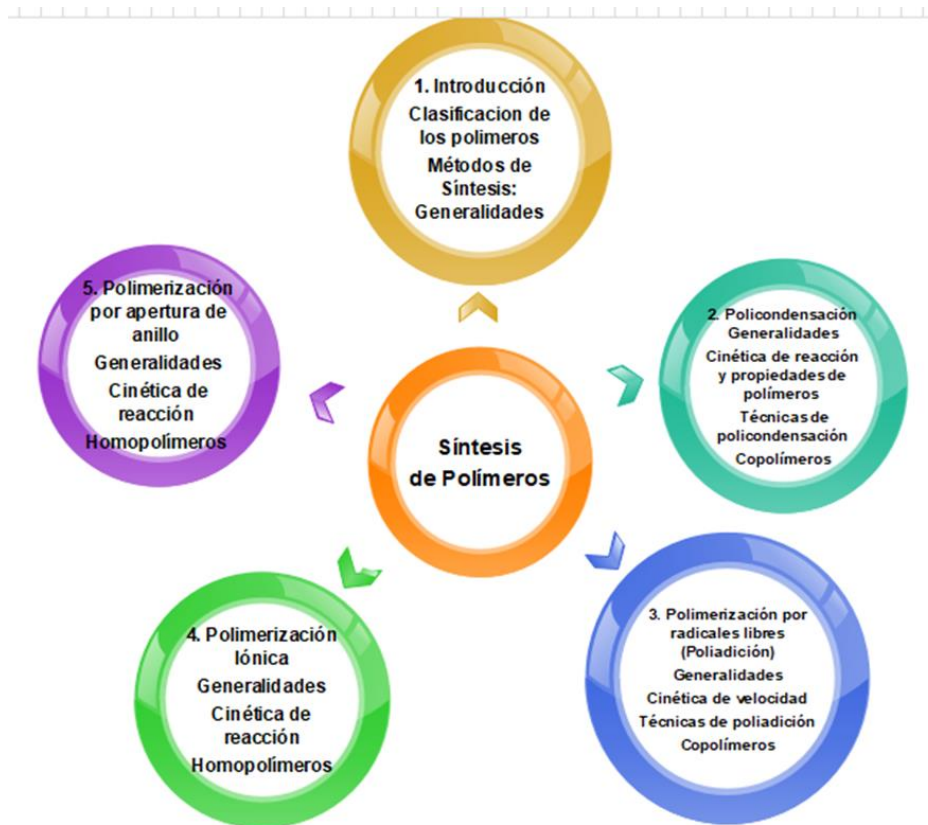 1. Introducción
Clasificacion de
los polimeros
Métodos de
Síntesis:
Generalidades
2. Policondensación
Generalidades
Cinética de reacción
y propiedades de
polímeros
Técnicas de
policondensación
Copolímeros
3. Polimerización por
radicales libres
(Poliadición)
Generalidades
Cinética de velocidad
Técnicas de poliadición
Copolímeros
4. Polimerización
Iónica
Generalidades
Cinética de
reacción
Homopolímeros
5. Polimerización
por apertura de
anillo
Generalidades
Cinética de
reacción
Homopolímeros
Síntesis
de Polímeros